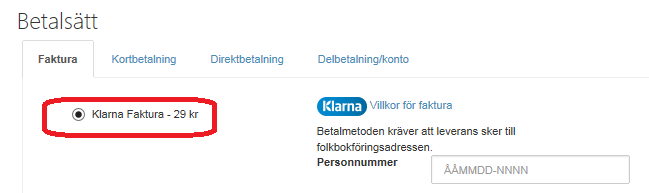 Betalsätt
Faktura Kortbetalning Direktbetalning Delbetalning/konto
Klarna Faktura - 29 kr
Klarna Villkor för faktura
Betalmetoden kräver att leverans sker till
folkbokföringsadressen.
Personnummer
ÅÅMMDD-NNNN